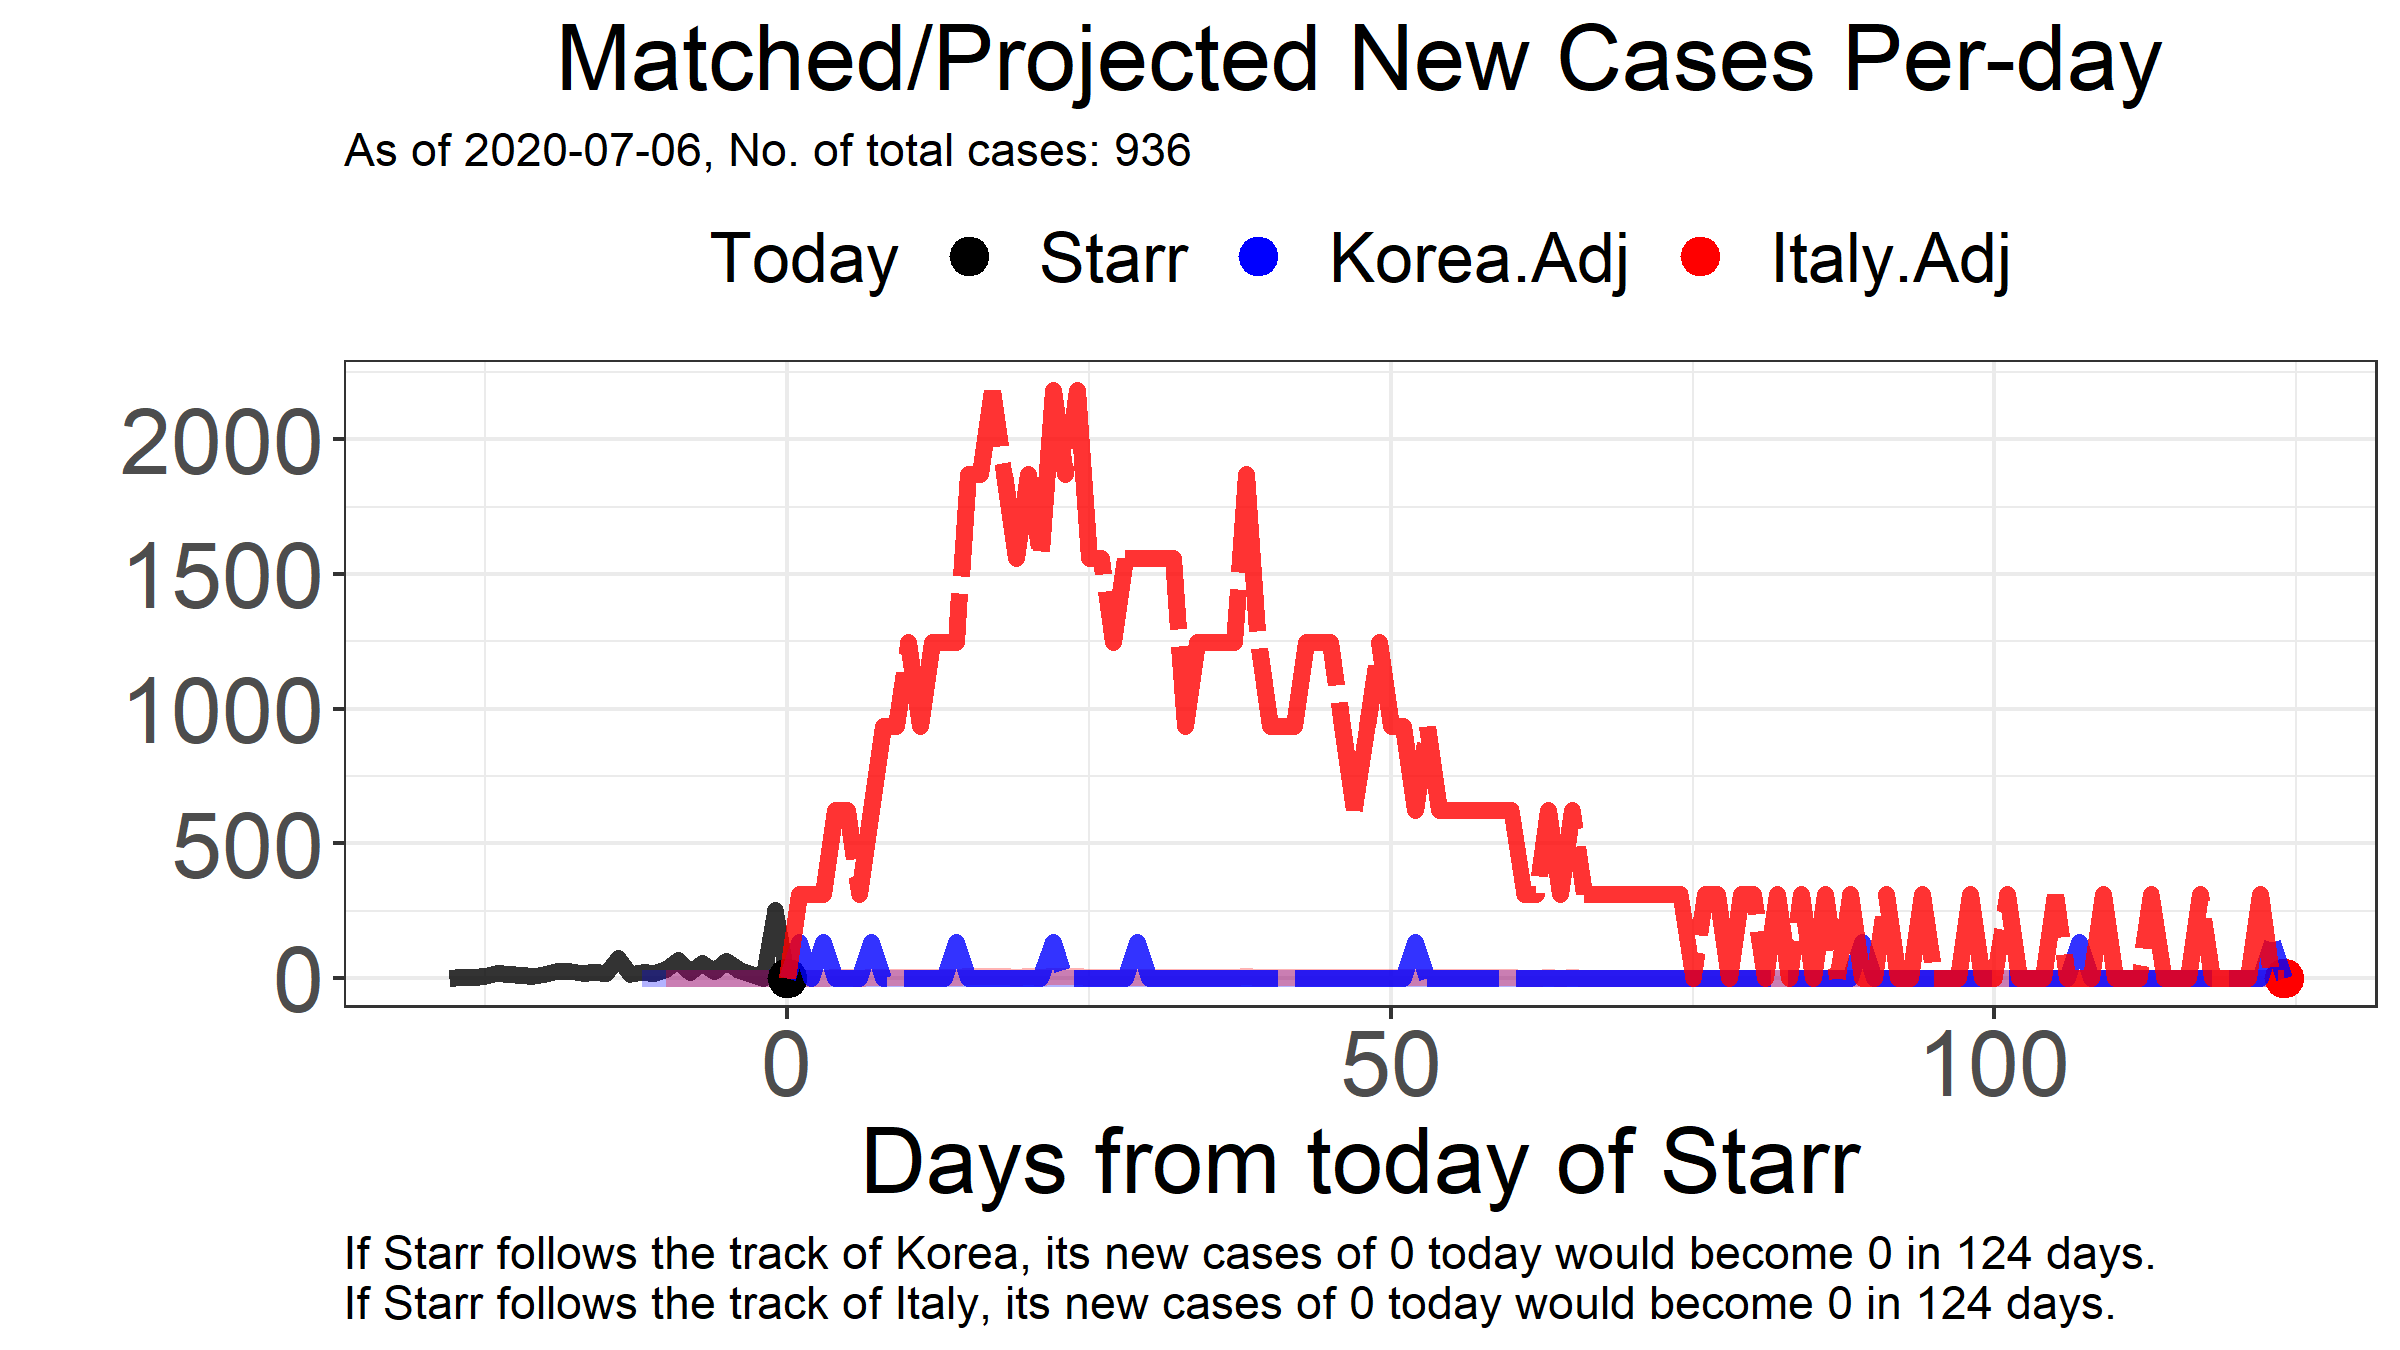 Matched/Projected New Cases Per-day
As of 2020-07-06, No. of total cases: 936
Today Starr Korea.Adj Italy.Adj
2000
1500
1000
500
0
0 50 100
Days from today of Starr
If Starr follows the track of Korea, its new cases of 0 today would become 0 in 124 days.
If Starr follows the track of Italy, its new cases of 0 today would become 0 in 124 days.